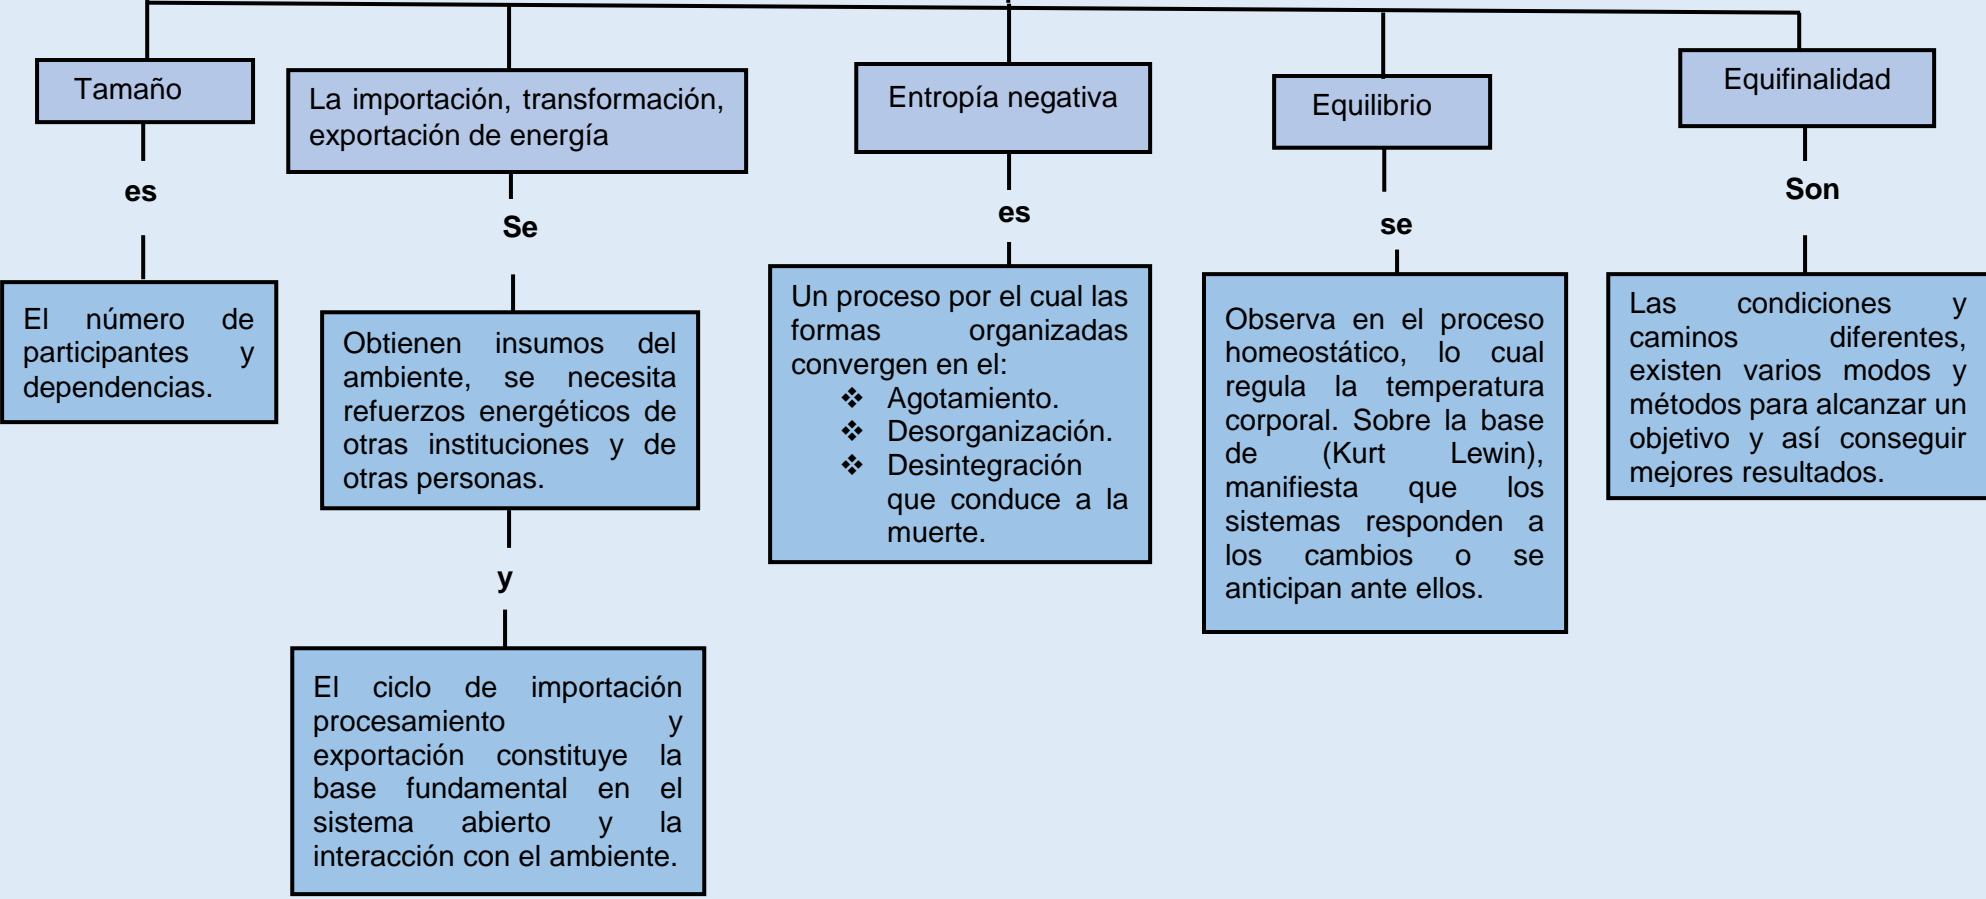 Tamaño
es
El número de
participantes y
dependencias.
La importación, transformación,
exportación de energía
Se
Obtienen insumos del
ambiente, se necesita
refuerzos energéticos de
otras instituciones y de
otras personas.
y
El ciclo de importación
procesamiento y
exportación constituye la
base fundamental en el
sistema abierto y la
interacción con el ambiente.
Entropía negativa
es
Un proceso por el cual las
formas organizadas
convergen en el:
❖ Agotamiento.
❖ Desorganización.
❖ Desintegración
que conduce a la
muerte.
Equilibrio
se
Observa en el proceso
homeostático, lo cual
regula la temperatura
corporal. Sobre la base
de (Kurt Lewin),
manifiesta que los
sistemas responden a
los cambios o se
anticipan ante ellos.
Equifinalidad
Son
Las condiciones y
caminos diferentes,
existen varios modos y
métodos para alcanzar un
objetivo y así conseguir
mejores resultados.